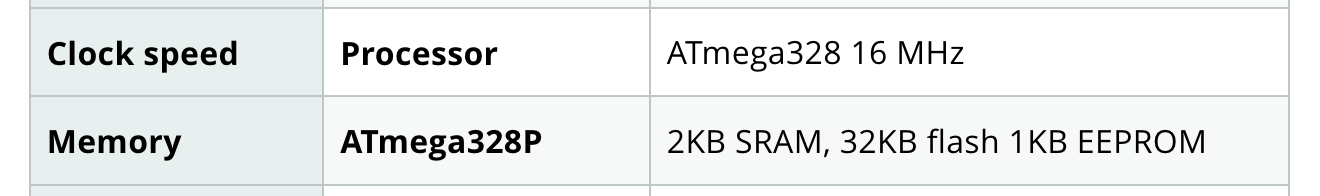 Clock speed Processor ATmega328 16 MHz
Memory ATmega328P 2KB SRAM, 32KB flash 1KB EEPROM